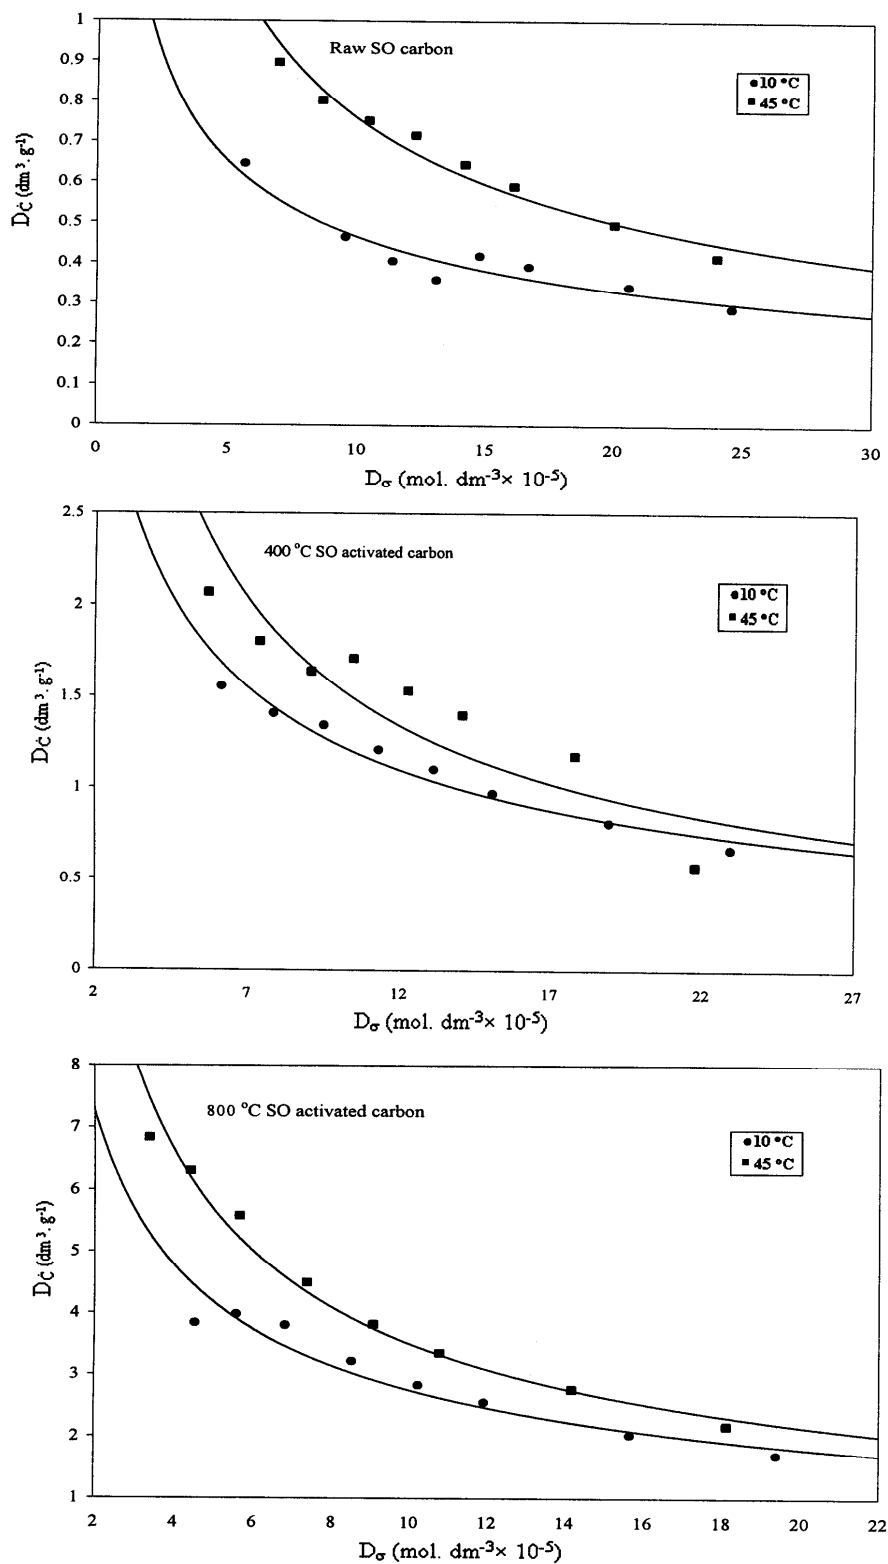 Raw SO carbon
●10 °C
■ 45 °C
1
0.9
0.8
0.7
0.6
0.5
0.4
0.3
0.2
0.1
0
DĊ (dm³. g⁻¹)
0 5 10 15 20 25 30
Dσ (mol. dm⁻³× 10⁻⁵)
400 °C SO activated carbon
●10 °C
■ 45 °C
2.5
2
1.5
1
0.5
0
DĊ (dm³. g⁻¹)
2 7 12 17 22 27
Dσ (mol. dm⁻³× 10⁻⁵)
800 °C SO activated carbon
●10 °C
■ 45 °C
8
7
6
5
4
3
2
1
DĊ (dm³. g⁻¹)
2 4 6 8 10 12 14 16 18 20 22
Dσ (mol. dm⁻³× 10⁻⁵)